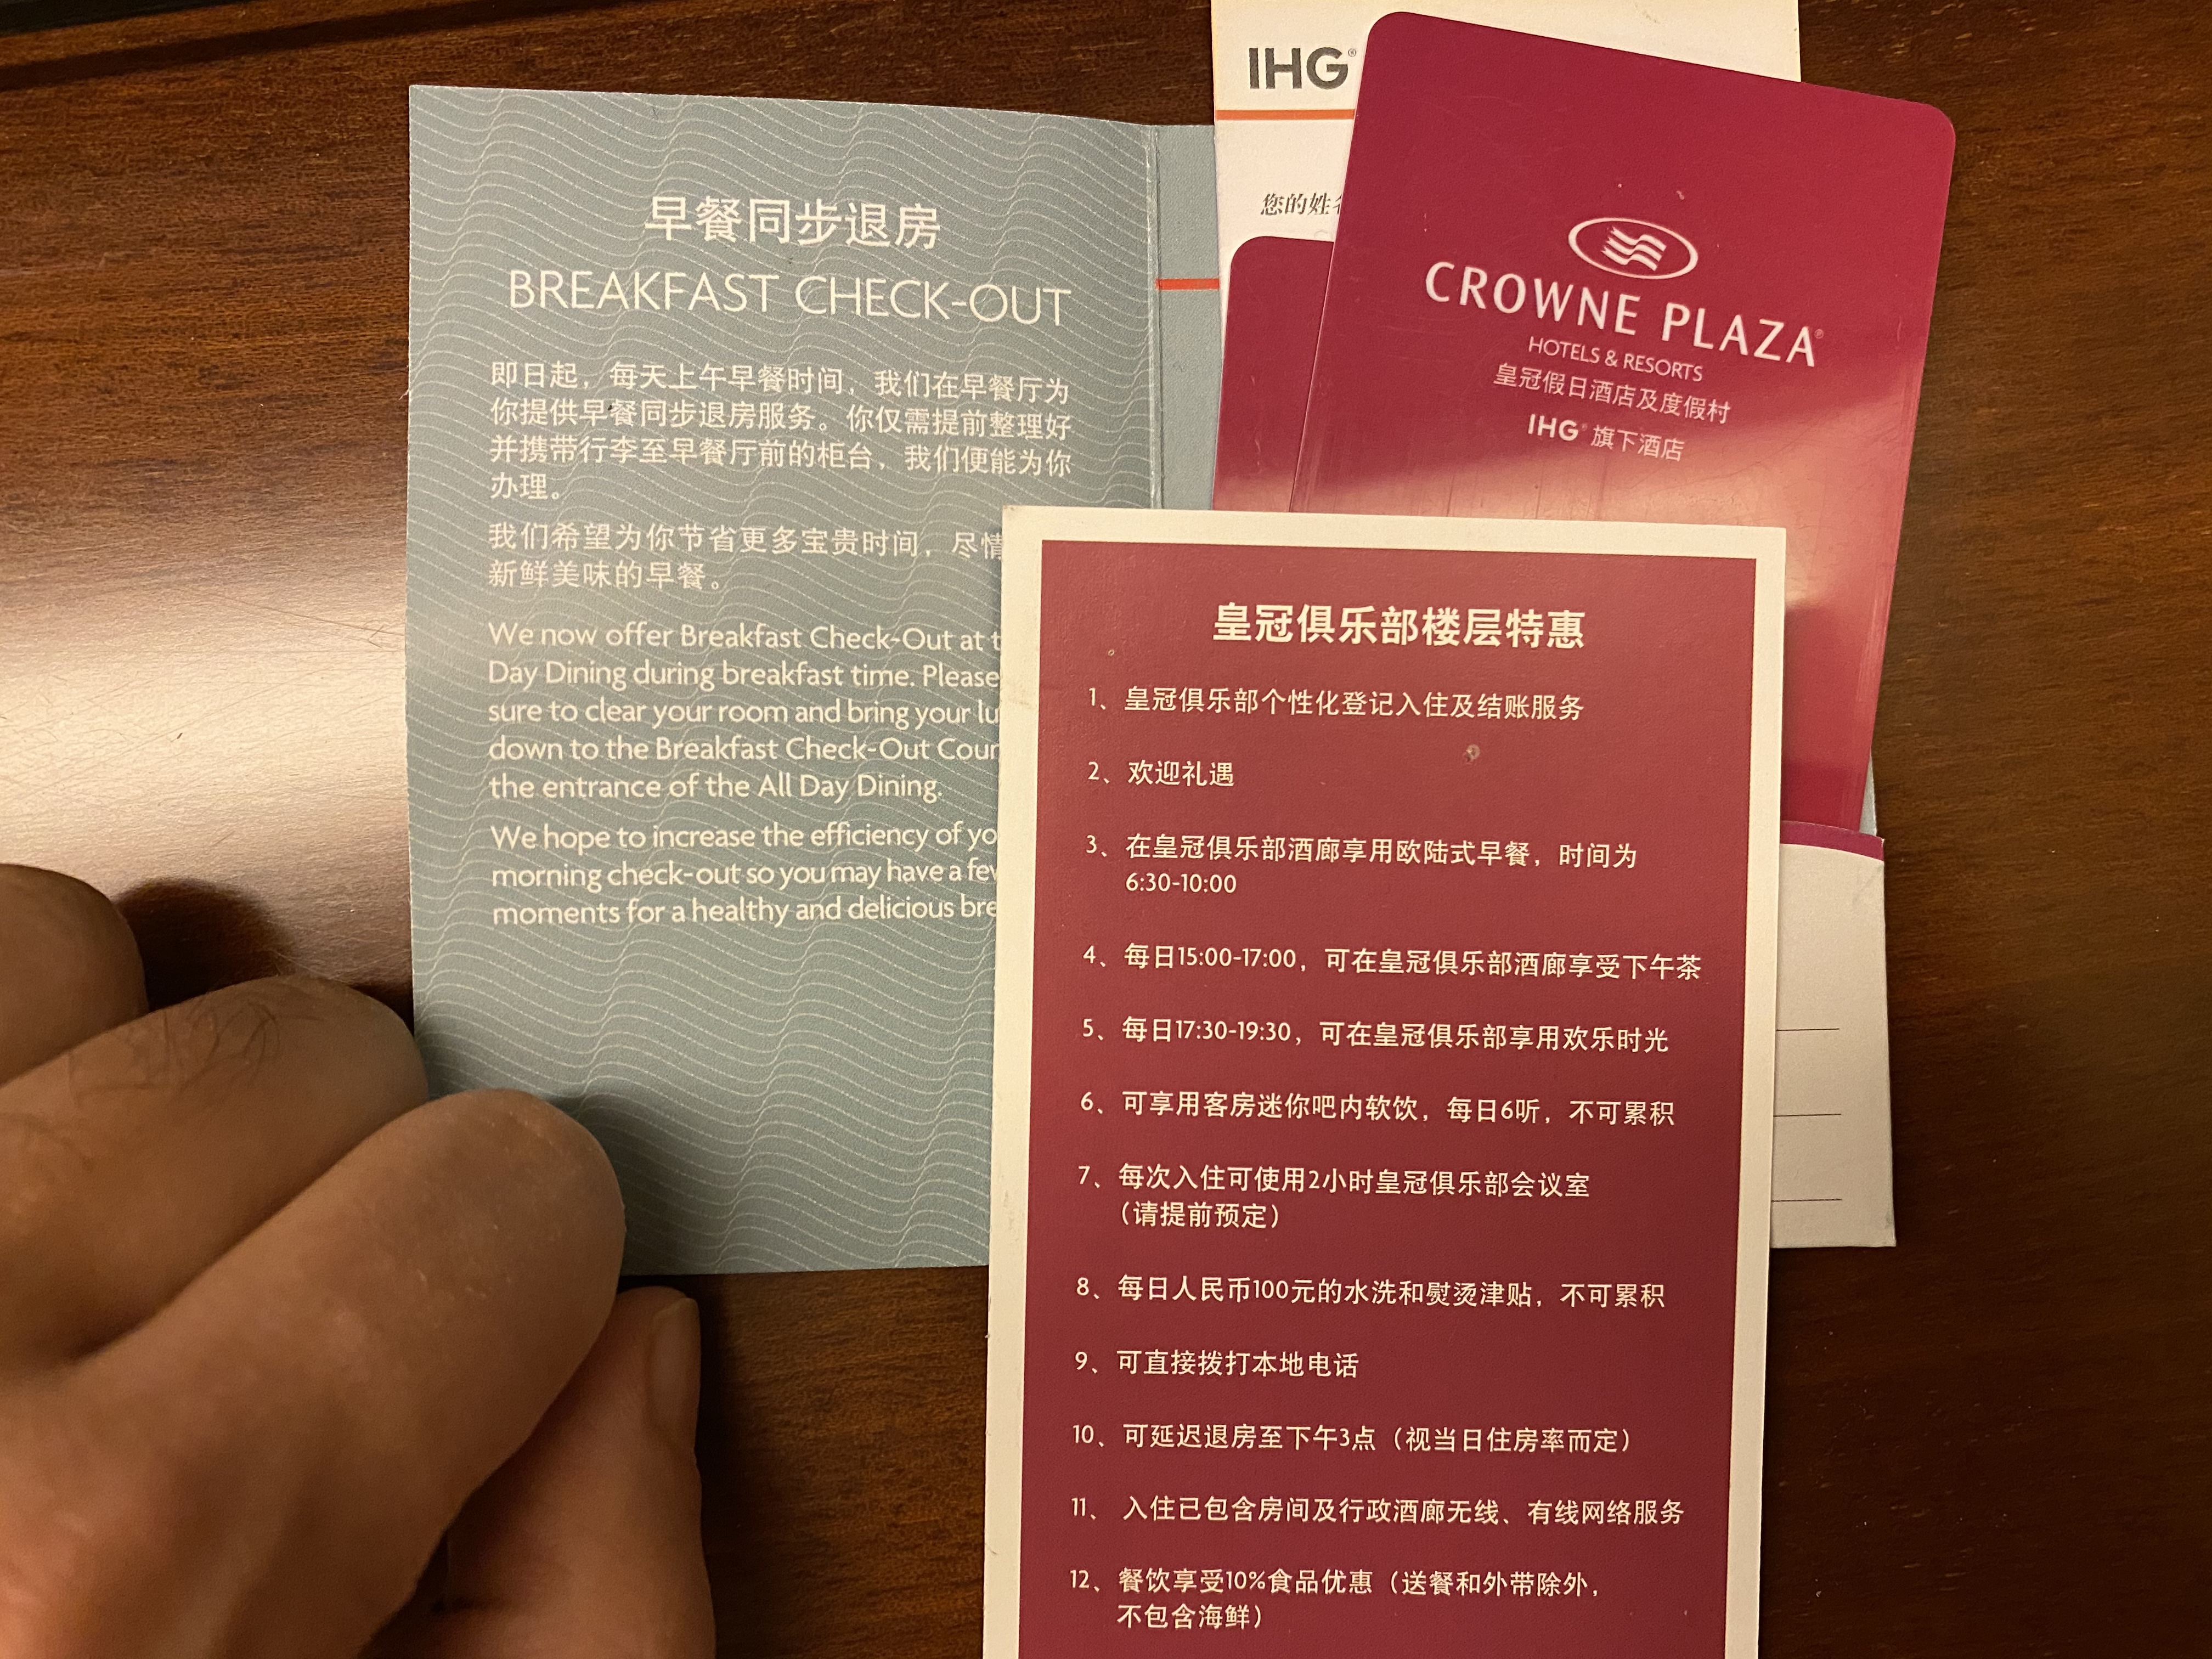 早餐同步退房
BREAKFAST CHECK-OUT
即日起，每天上午早餐时间，我们在早餐厅为
你提供早餐同步退房服务。你仅需提前整理好
并携带行李至早餐厅前的柜台，我们便能为你
办理。
我们希望为你节省更多宝贵时间，尽情
新鲜美味的早餐。
We now offer Breakfast Check-Out at
Day Dining during breakfast time. Please
sure to clear your room and bring your
down to the Breakfast Check-Out
the entrance of the All Day Dining.
We hope to increase the efficiency of
morning check-out so you may have a
moments for a healthy and delicious
IHG®
您的姓名
CROWNE PLAZA®
HOTELS & RESORTS
皇冠假日酒店及度假村
IHG® 旗下酒店
皇冠俱乐部楼层特惠
1、皇冠俱乐部个性化登记入住及结账服务
2、欢迎礼遇
3、在皇冠俱乐部酒廊享用欧陆式早餐，时间为
6:30-10:00
4、每日15:00-17:00，可在皇冠俱乐部酒廊享受下午茶
5、每日17:30-19:30，可在皇冠俱乐部享用欢乐时光
6、可享用客房迷你吧内软饮，每日6听，不可累积
7、每次入住可使用2小时皇冠俱乐部会议室
（请提前预定）
8、每日人民币100元的水洗和熨烫津贴，不可累积
9、可直接拨打本地电话
10、可延迟退房至下午3点（视当日住房率而定）
11、入住已包含房间及行政酒廊无线、有线网络服务
12、餐饮享受10%食品优惠（送餐和外带除外，
不包含海鲜）